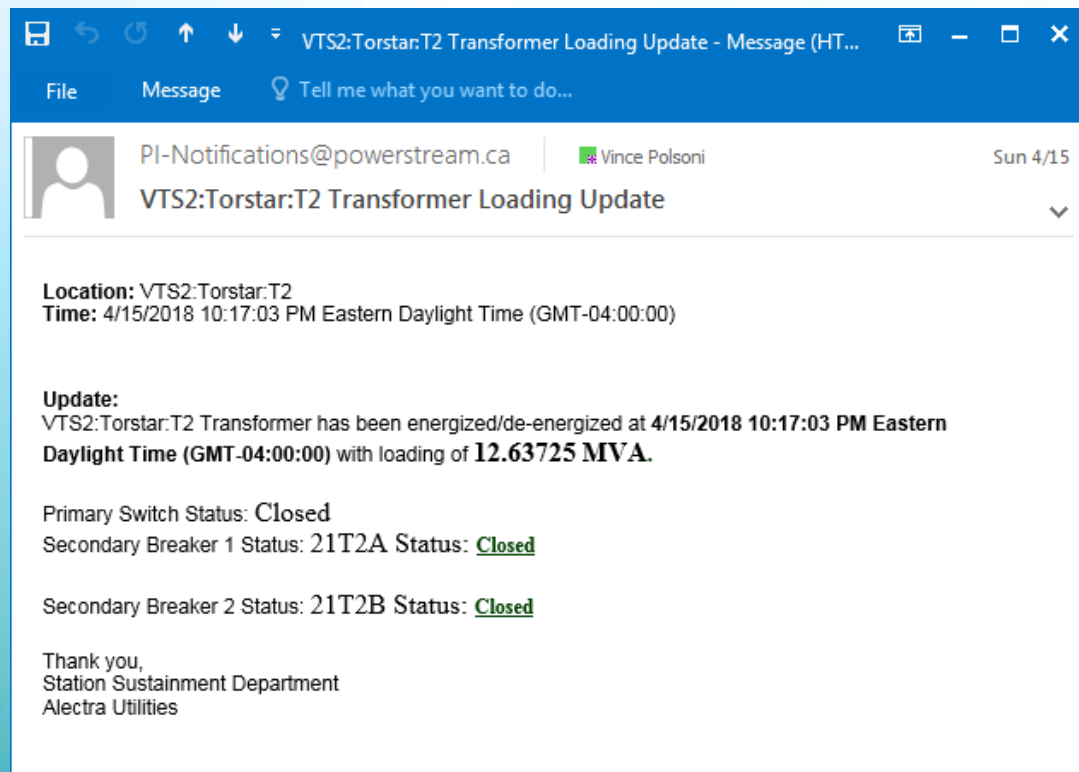 VTS2:Torstar:T2 Transformer Loading Update - Message (HT...
File Message Tell me what you want to do...
PI-Notifications@powerstream.ca Vince Polsoni Sun 4/15
VTS2:Torstar:T2 Transformer Loading Update
Location: VTS2:Torstar:T2
Time: 4/15/2018 10:17:03 PM Eastern Daylight Time (GMT-04:00:00)
Update:
VTS2:Torstar:T2 Transformer has been energized/de-energized at 4/15/2018 10:17:03 PM Eastern
Daylight Time (GMT-04:00:00) with loading of 12.63725 MVA.
Primary Switch Status: Closed
Secondary Breaker 1 Status: 21T2A Status: Closed
Secondary Breaker 2 Status: 21T2B Status: Closed
Thank you,
Station Sustainment Department
Alectra Utilities